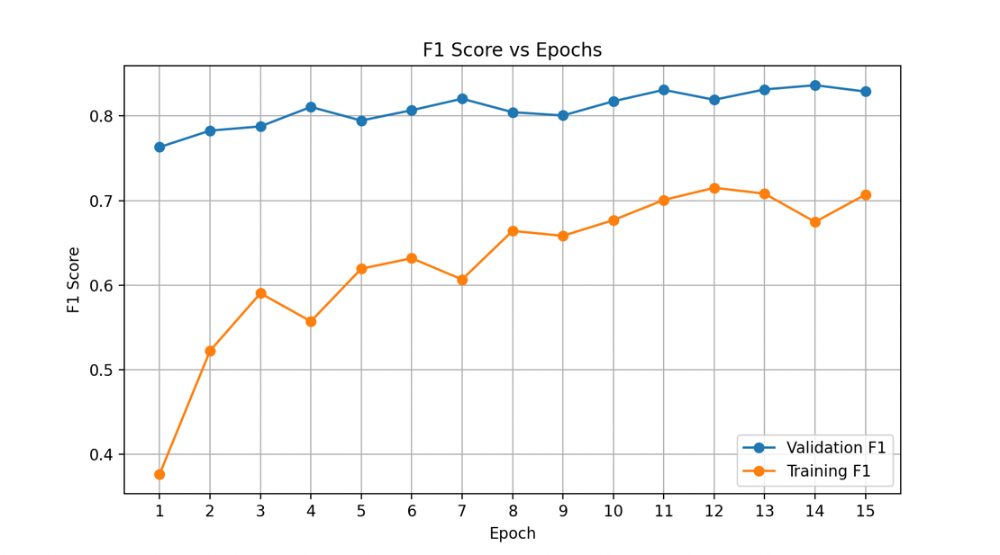 F1 Score vs Epochs
0.8
0.7
0.6
0.5
0.4
F1 Score
Validation F1
Training F1
1 2 3 4 5 6 7 8 9 10 11 12 13 14 15
Epoch